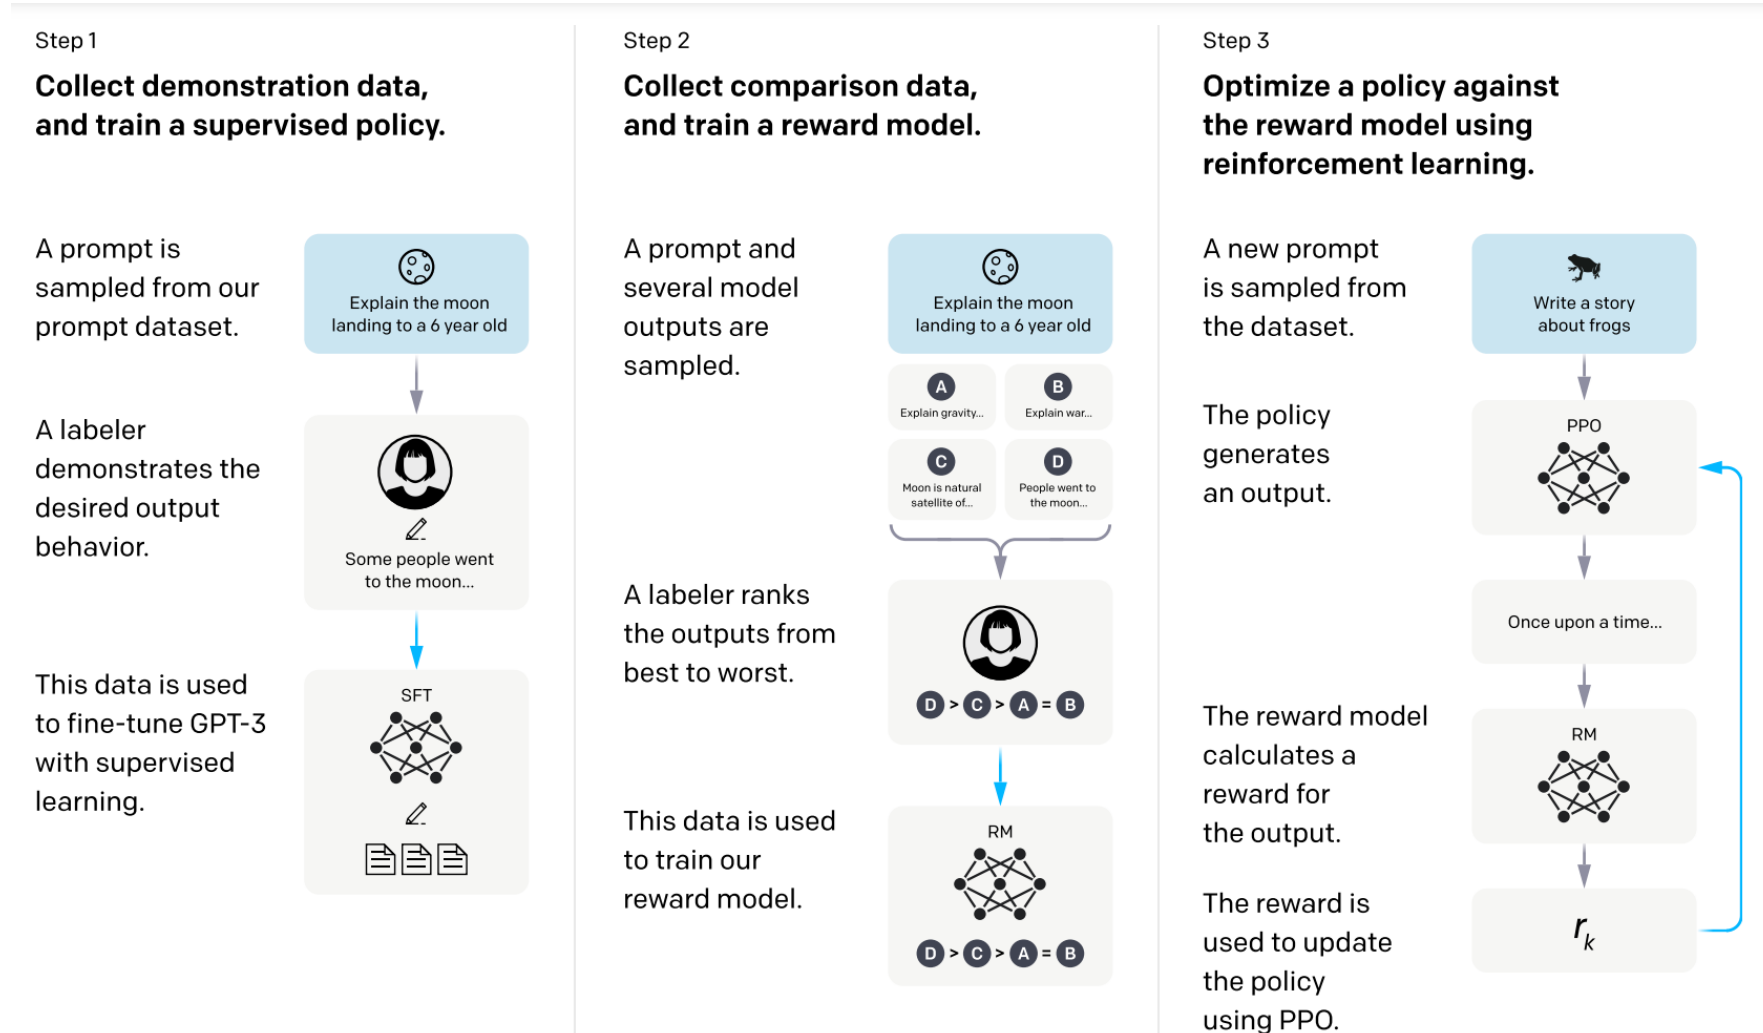 Step 1
Collect demonstration data,
and train a supervised policy.
A prompt is
sampled from our
prompt dataset.
Explain the moon
landing to a 6 year old
A labeler
demonstrates the
desired output
behavior.
Some people went
to the moon...
This data is used
to fine-tune GPT-3
with supervised
learning.
SFT
Step 2
Collect comparison data,
and train a reward model.
A prompt and
several model
outputs are
sampled.
Explain the moon
landing to a 6 year old
A
Explain gravity...
B
Explain war...
C
Moon is natural
satellite of...
D
People went to
the moon...
A labeler ranks
the outputs from
best to worst.
D > C > A = B
This data is used
to train our
reward model.
RM
D > C > A = B
Step 3
Optimize a policy against
the reward model using
reinforcement learning.
A new prompt
is sampled from
the dataset.
Write a story
about frogs
The policy
generates
an output.
PPO
Once upon a time...
The reward model
calculates a
reward for
the output.
RM
The reward is
used to update
the policy
using PPO.
r_k